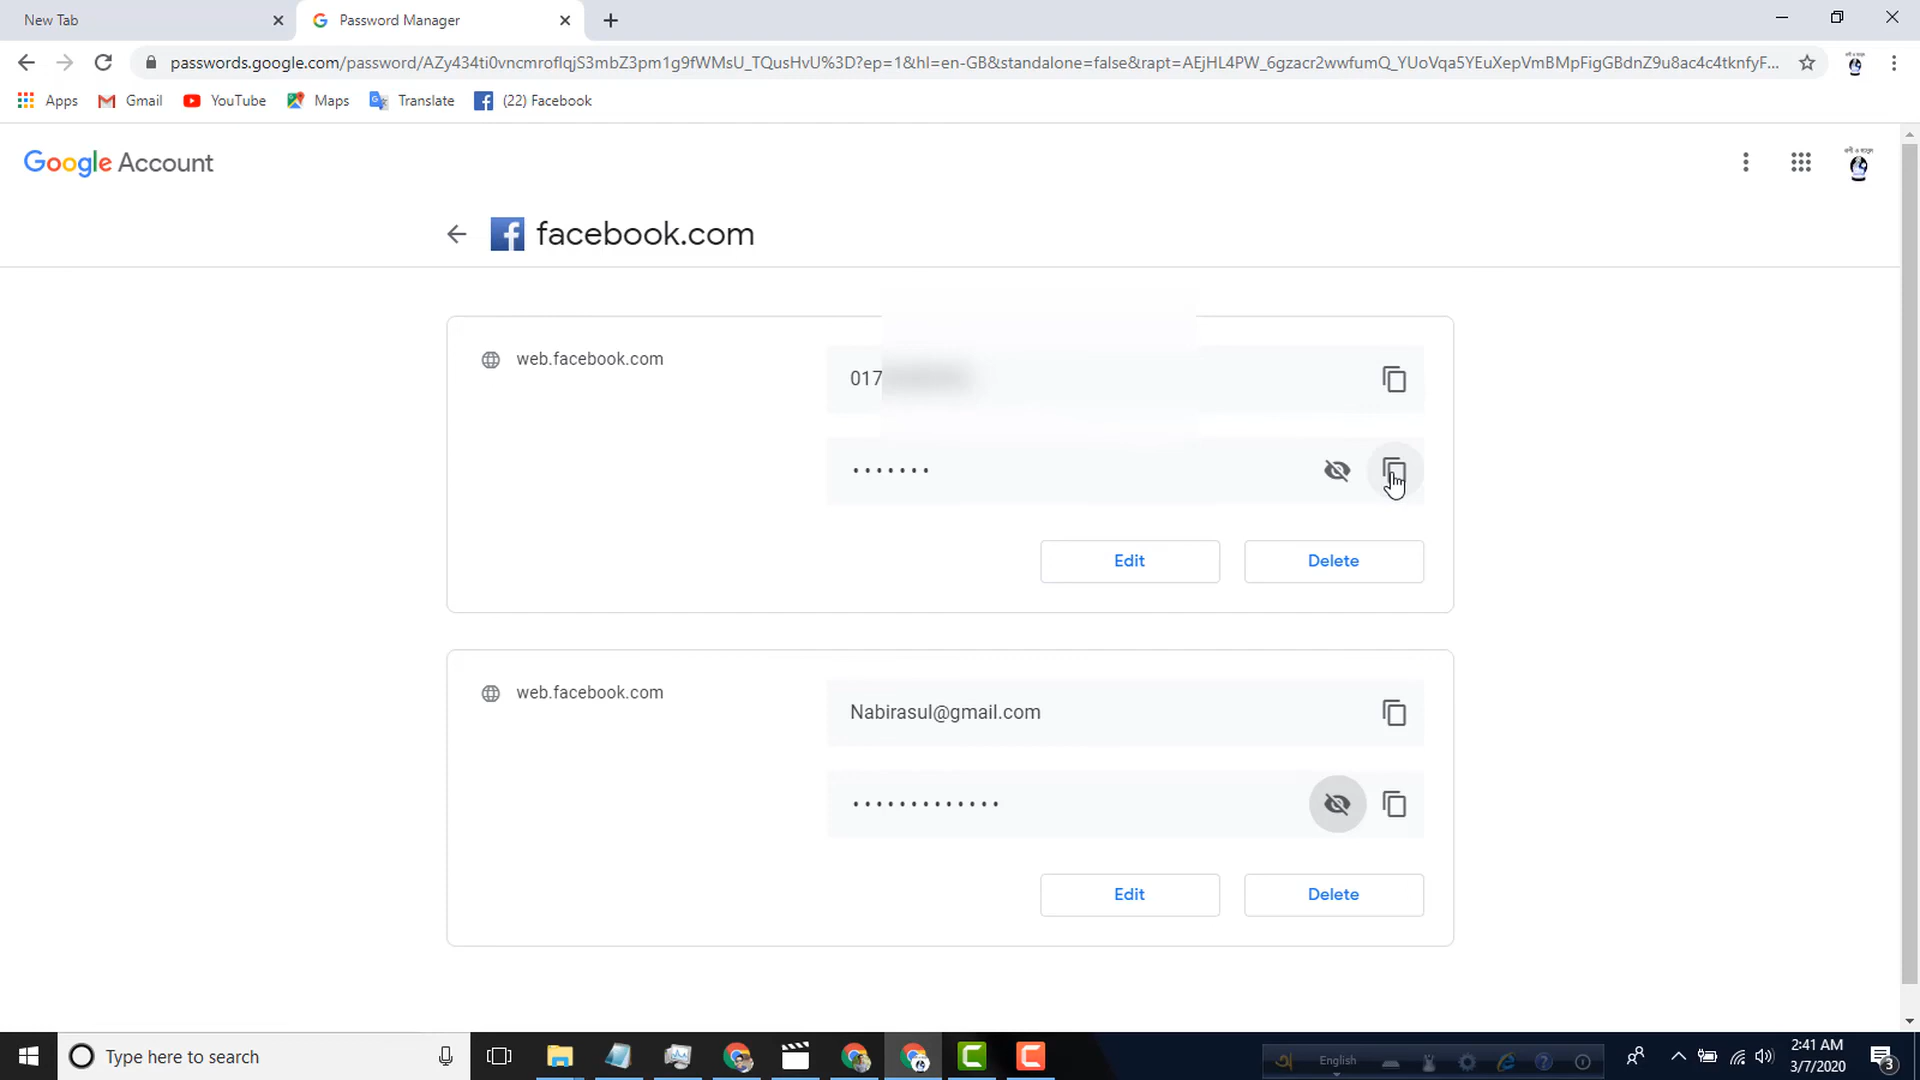 New Tab
Password Manager
passwords.google.com/password/AZy434ti0vncmroflqjS3mbZ3pm1g9fWMsU_TQusHvU%3D?ep=1&hl=en-GB&standalone=false&rapt=AEjHL4PW_6gzacr2wwfumQ_YUoVqa5YEuXepVmBMpFigGBdnZ9u8ac4c4tknfyF...
Apps
Gmail
YouTube
Maps
Translate
(22) Facebook
Google Account
facebook.com
web.facebook.com
017
•••••••
Edit
Delete
web.facebook.com
Nabirasul@gmail.com
•••••••••••••
Edit
Delete
Type here to search
English
2:41 AM
3/7/2020
3